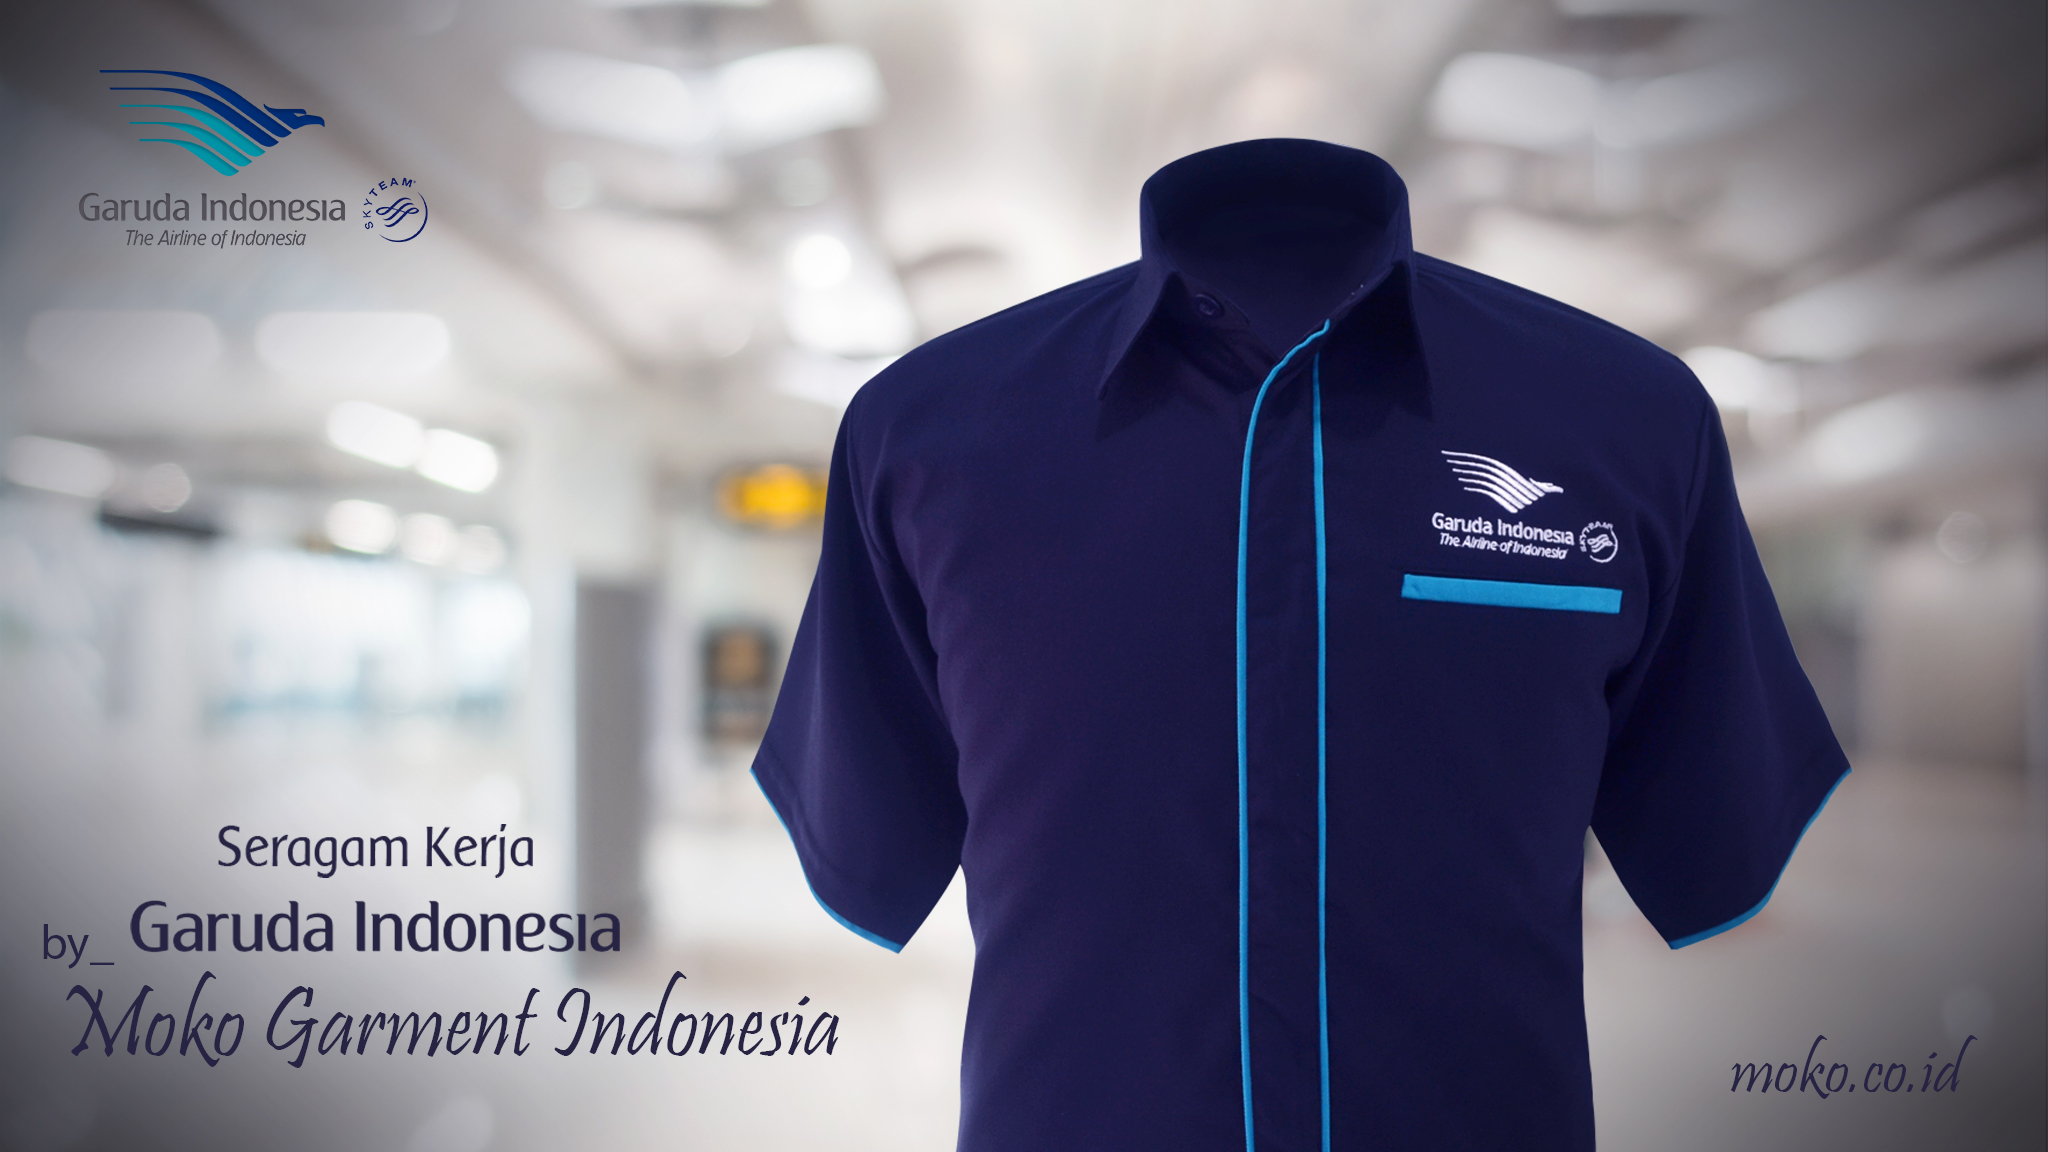 Garuda Indonesia
The Airline of Indonesia
SKYTEAM
Garuda Indonesia
The Airline of Indonesia
SKYTEAM
Seragam Kerja
Garuda Indonesia
by_
Moko Garment Indonesia
moko.co.id